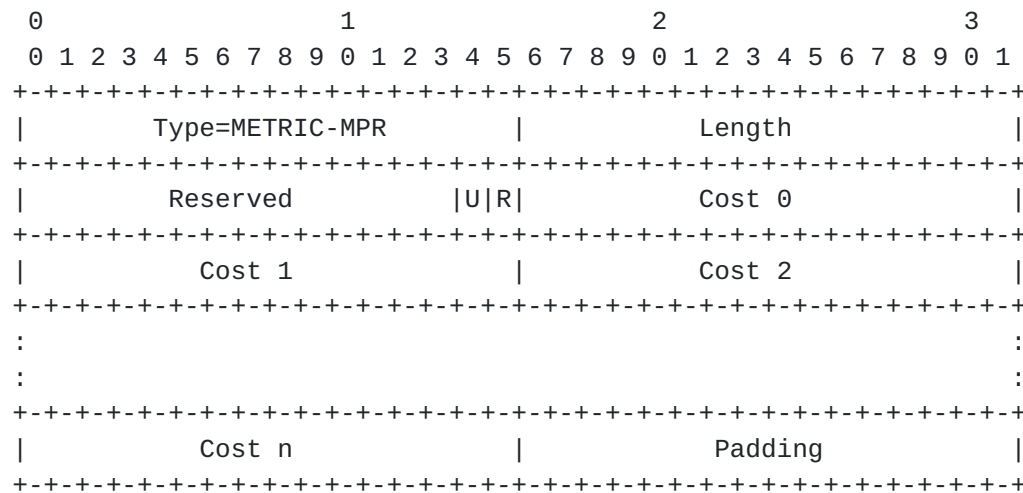 0                   1                   2                   3
 0 1 2 3 4 5 6 7 8 9 0 1 2 3 4 5 6 7 8 9 0 1 2 3 4 5 6 7 8 9 0 1
+-+-+-+-+-+-+-+-+-+-+-+-+-+-+-+-+-+-+-+-+-+-+-+-+-+-+-+-+-+-+-+-+
|        Type=METRIC-MPR        |           Length              |
+-+-+-+-+-+-+-+-+-+-+-+-+-+-+-+-+-+-+-+-+-+-+-+-+-+-+-+-+-+-+-+-+
|         Reserved          |U|R|           Cost 0              |
+-+-+-+-+-+-+-+-+-+-+-+-+-+-+-+-+-+-+-+-+-+-+-+-+-+-+-+-+-+-+-+-+
|           Cost 1              |           Cost 2              |
+-+-+-+-+-+-+-+-+-+-+-+-+-+-+-+-+-+-+-+-+-+-+-+-+-+-+-+-+-+-+-+-+
:                                                               :
:                                                               :
+-+-+-+-+-+-+-+-+-+-+-+-+-+-+-+-+-+-+-+-+-+-+-+-+-+-+-+-+-+-+-+-+
|           Cost n              |            Padding            |
+-+-+-+-+-+-+-+-+-+-+-+-+-+-+-+-+-+-+-+-+-+-+-+-+-+-+-+-+-+-+-+-+